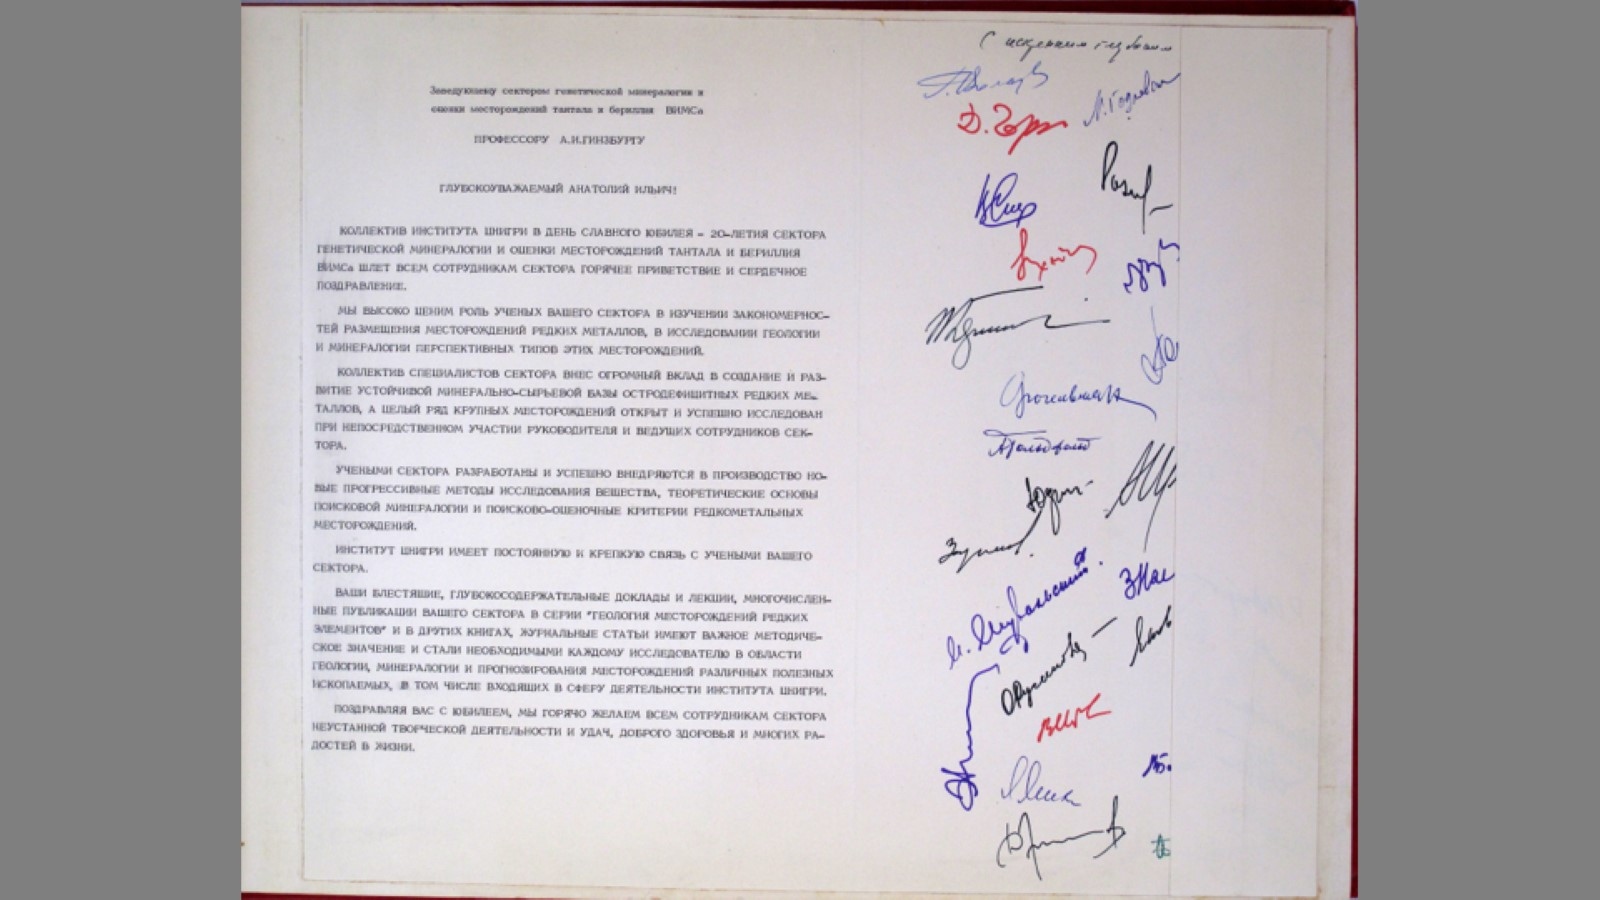 Заведующему сектором генетической минералогии и
оценки месторождений тантала и бериллия ВИМСа
ПРОФЕССОРУ А.И.ГИНЗБУРГУ
ГЛУБОКОУВАЖАЕМЫЙ АНАТОЛИЙ ИЛЬИЧ!
КОЛЛЕКТИВ ИНСТИТУТА ЦНИГРИ В ДЕНЬ СЛАВНОГО ЮБИЛЕЯ - 20-ЛЕТИЯ СЕКТОРА
ГЕНЕТИЧЕСКОЙ МИНЕРАЛОГИИ И ОЦЕНКИ МЕСТОРОЖДЕНИЙ ТАНТАЛА И БЕРИЛЛИЯ
ВИМСа ШЛЕТ ВСЕМ СОТРУДНИКАМ СЕКТОРА ГОРЯЧЕЕ ПРИВЕТСТВИЕ И СЕРДЕЧНОЕ
ПОЗДРАВЛЕНИЕ.
МЫ ВЫСОКО ЦЕНИМ РОЛЬ УЧЕНЫХ ВАШЕГО СЕКТОРА В ИЗУЧЕНИИ ЗАКОНОМЕРНОС-
ТЕЙ РАЗМЕЩЕНИЯ МЕСТОРОЖДЕНИЙ РЕДКИХ МЕТАЛЛОВ, В ИССЛЕДОВАНИИ ГЕОЛОГИИ
И МИНЕРАЛОГИИ ПЕРСПЕКТИВНЫХ ТИПОВ ЭТИХ МЕСТОРОЖДЕНИЙ.
КОЛЛЕКТИВ СПЕЦИАЛИСТОВ СЕКТОРА ВНЕС ОГРОМНЫЙ ВКЛАД В СОЗДАНИЕ И РАЗ-
ВИТИЕ УСТОЙЧИВОЙ МИНЕРАЛЬНО-СЫРЬЕВОЙ БАЗЫ ОСТРОДЕФИЦИТНЫХ РЕДКИХ МЕ-
ТАЛЛОВ, А ЦЕЛЫЙ РЯД КРУПНЫХ МЕСТОРОЖДЕНИЙ ОТКРЫТ И УСПЕШНО ИССЛЕДОВАН
ПРИ НЕПОСРЕДСТВЕННОМ УЧАСТИИ РУКОВОДИТЕЛЯ И ВЕДУЩИХ СОТРУДНИКОВ СЕК-
ТОРА.
УЧЕНЫМИ СЕКТОРА РАЗРАБОТАНЫ И УСПЕШНО ВНЕДРЯЮТСЯ В ПРОИЗВОДСТВО НО-
ВЫЕ ПРОГРЕССИВНЫЕ МЕТОДЫ ИССЛЕДОВАНИЯ ВЕЩЕСТВА, ТЕОРЕТИЧЕСКИЕ ОСНОВЫ
ПОИСКОВОЙ МИНЕРАЛОГИИ И ПОИСКОВО-ОЦЕНОЧНЫЕ КРИТЕРИИ РЕДКОМЕТАЛЬНЫХ
МЕСТОРОЖДЕНИЙ.
ИНСТИТУТ ЦНИГРИ ИМЕЕТ ПОСТОЯННУЮ И КРЕПКУЮ СВЯЗЬ С УЧЕНЫМИ ВАШЕГО
СЕКТОРА.
ВАШИ БЛЕСТЯЩИЕ, ГЛУБОКОСОДЕРЖАТЕЛЬНЫЕ ДОКЛАДЫ И ЛЕКЦИИ, МНОГОЧИСЛЕН-
НЫЕ ПУБЛИКАЦИИ ВАШЕГО СЕКТОРА В СЕРИИ "ГЕОЛОГИЯ МЕСТОРОЖДЕНИЙ РЕДКИХ
ЭЛЕМЕНТОВ" И В ДРУГИХ КНИГАХ, ЖУРНАЛЬНЫЕ СТАТЬИ ИМЕЮТ ВАЖНОЕ МЕТОДИЧЕ-
СКОЕ ЗНАЧЕНИЕ И СТАЛИ НЕОБХОДИМЫМИ КАЖДОМУ ИССЛЕДОВАТЕЛЮ В ОБЛАСТИ
ГЕОЛОГИИ, МИНЕРАЛОГИИ И ПРОГНОЗИРОВАНИЯ МЕСТОРОЖДЕНИЙ РАЗЛИЧНЫХ ПОЛЕЗНЫХ
ИСКОПАЕМЫХ, В ТОМ ЧИСЛЕ ВХОДЯЩИХ В СФЕРУ ДЕЯТЕЛЬНОСТИ ИНСТИТУТА ЦНИГРИ.
ПОЗДРАВЛЯЯ ВАС С ЮБИЛЕЕМ, МЫ ГОРЯЧО ЖЕЛАЕМ ВСЕМ СОТРУДНИКАМ СЕКТОРА
НЕУСТАННОЙ ТВОРЧЕСКОЙ ДЕЯТЕЛЬНОСТИ И УДАЧ, ДОБРОГО ЗДОРОВЬЯ И МНОГИХ РА-
ДОСТЕЙ В ЖИЗНИ.
С искренним глубоким